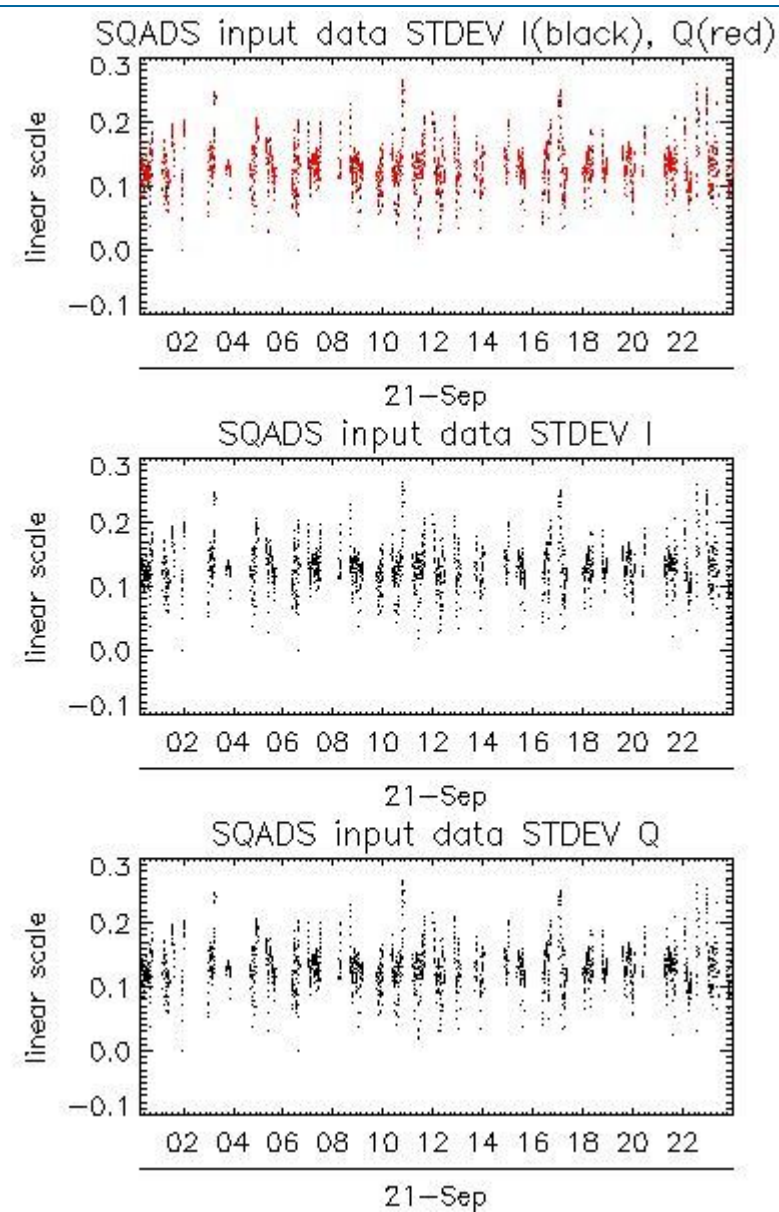 SQADS input data STDEV I(black), Q(red)
0.3
0.2
0.1
0.0
−0.1
linear scale
02 04 06 08 10 12 14 16 18 20 22
21−Sep
SQADS input data STDEV I
0.3
0.2
0.1
0.0
−0.1
linear scale
02 04 06 08 10 12 14 16 18 20 22
21−Sep
SQADS input data STDEV Q
0.3
0.2
0.1
0.0
−0.1
linear scale
02 04 06 08 10 12 14 16 18 20 22
21−Sep